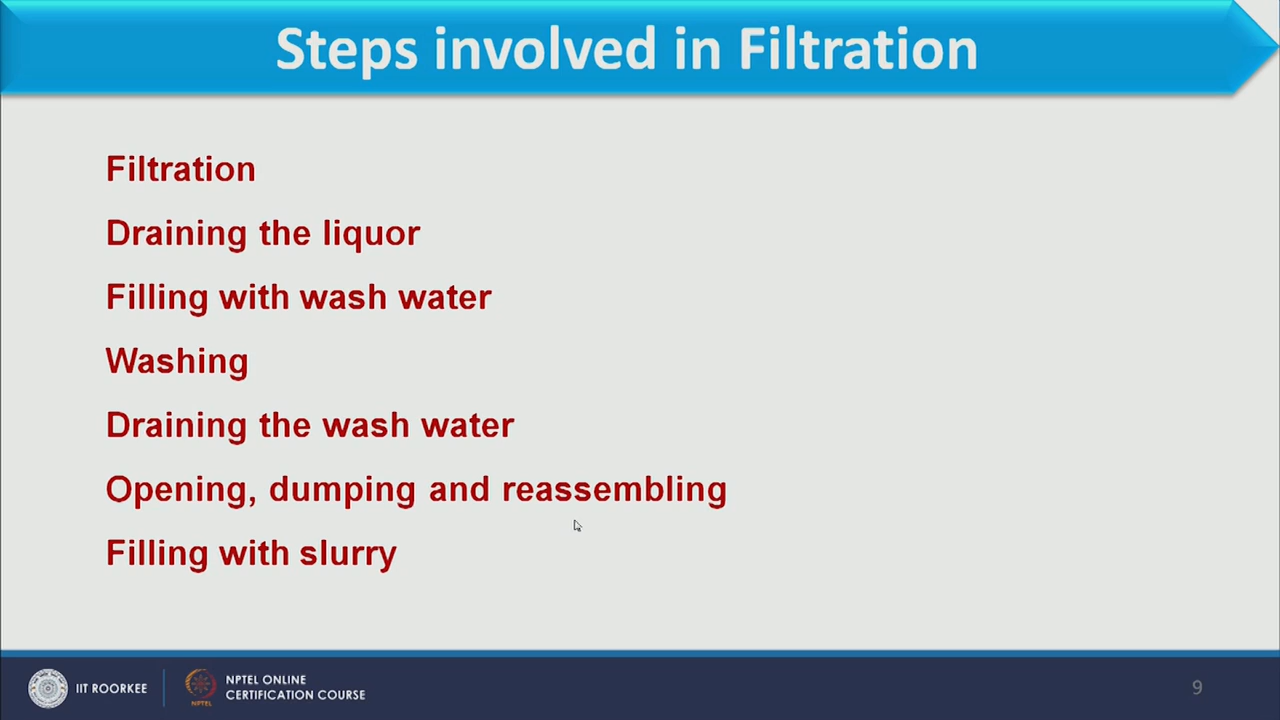 Steps involved in Filtration
Filtration
Draining the liquor
Filling with wash water
Washing
Draining the wash water
Opening, dumping and reassembling
Filling with slurry
IIT ROORKEE
NPTEL
NPTEL ONLINE
CERTIFICATION COURSE
9